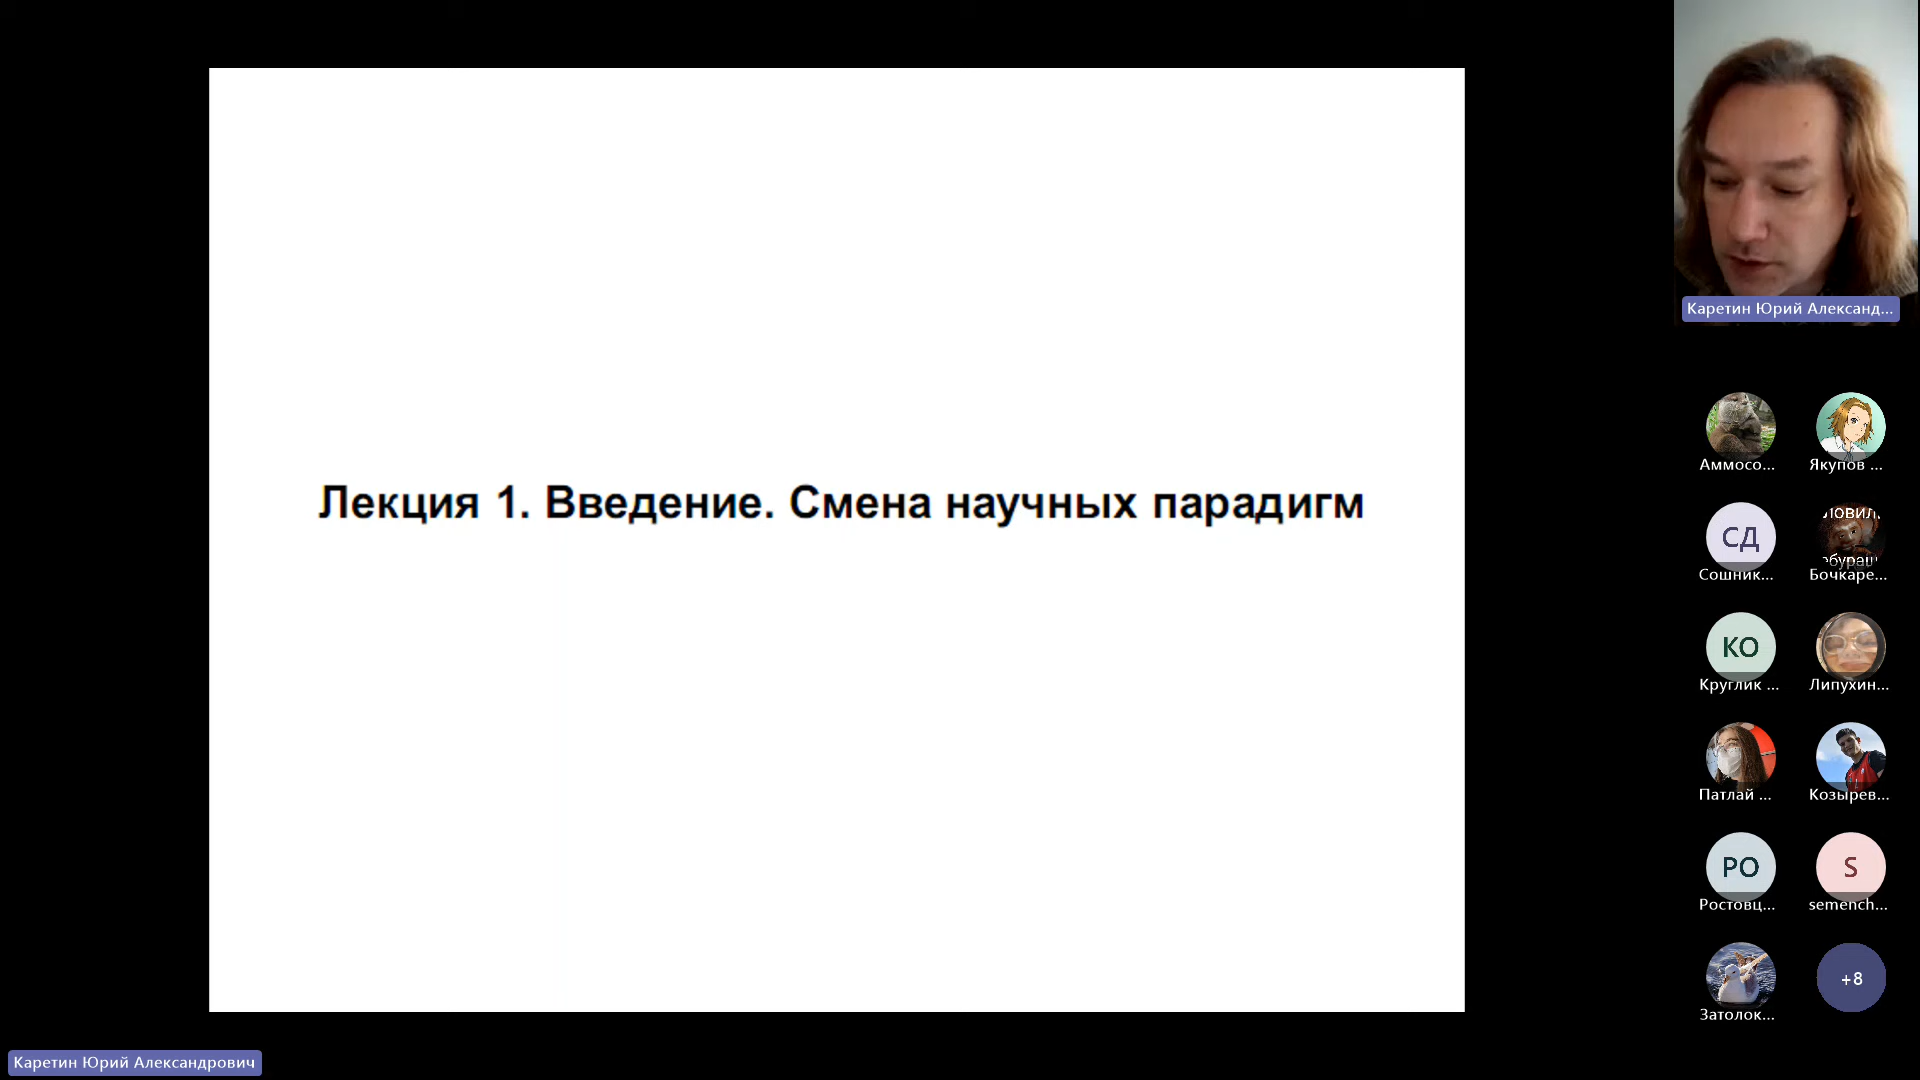 Лекция 1. Введение. Смена научных парадигм
Каретин Юрий Александ...
Аммосо...
Якупов ...
СД
Сошник...
Бочкаре...
КО
Круглик ...
Липухин...
Патлай ...
Козырев...
РО
Ростовц...
S
semench...
Затолок...
+8
Каретин Юрий Александрович